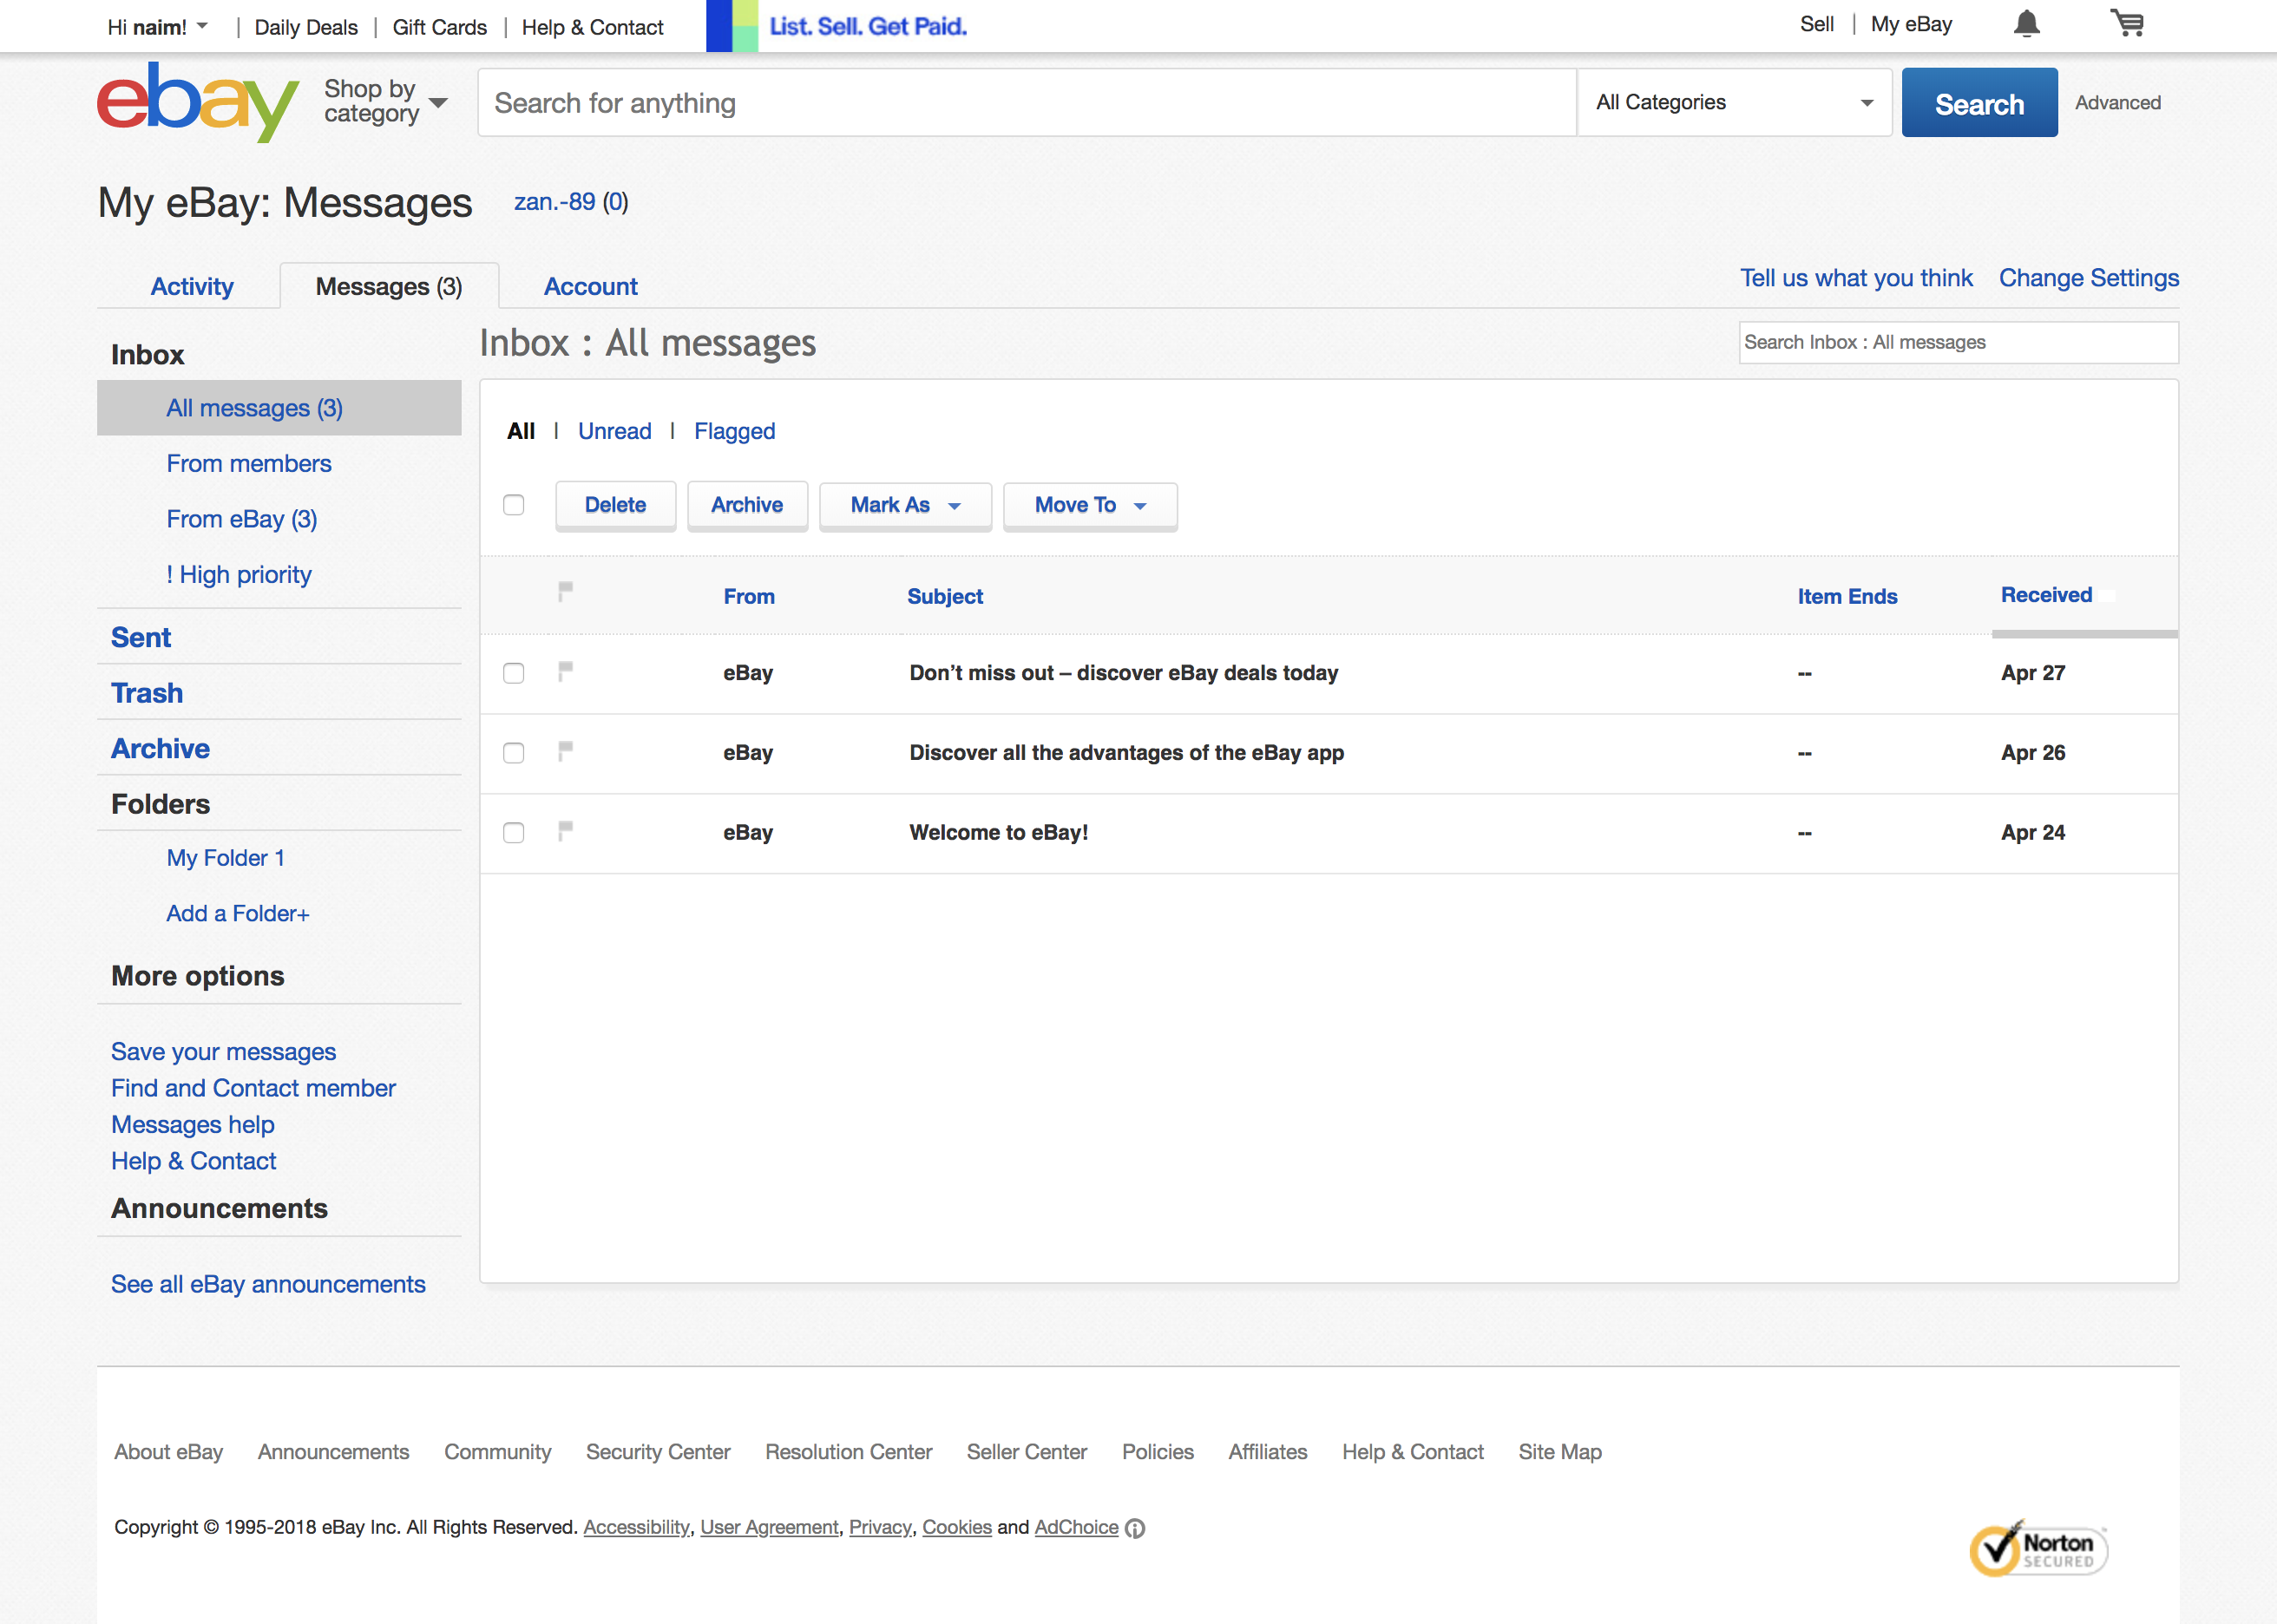 Hi naim! | Daily Deals | Gift Cards | Help & Contact List. Sell. Get Paid. Sell | My eBay
ebay Shop by category Search for anything All Categories Search Advanced
My eBay: Messages zan.-89 (0)
Activity Messages (3) Account Tell us what you think Change Settings
Inbox
All messages (3)
From members
From eBay (3)
! High priority
Sent
Trash
Archive
Folders
My Folder 1
Add a Folder+
More options
Save your messages
Find and Contact member
Messages help
Help & Contact
Announcements
See all eBay announcements
Inbox : All messages Search Inbox : All messages
All | Unread | Flagged
Delete Archive Mark As Move To
From Subject Item Ends Received
eBay Don’t miss out – discover eBay deals today -- Apr 27
eBay Discover all the advantages of the eBay app -- Apr 26
eBay Welcome to eBay! -- Apr 24
About eBay Announcements Community Security Center Resolution Center Seller Center Policies Affiliates Help & Contact Site Map
Copyright © 1995-2018 eBay Inc. All Rights Reserved. Accessibility, User Agreement, Privacy, Cookies and AdChoice
Norton
SECURED